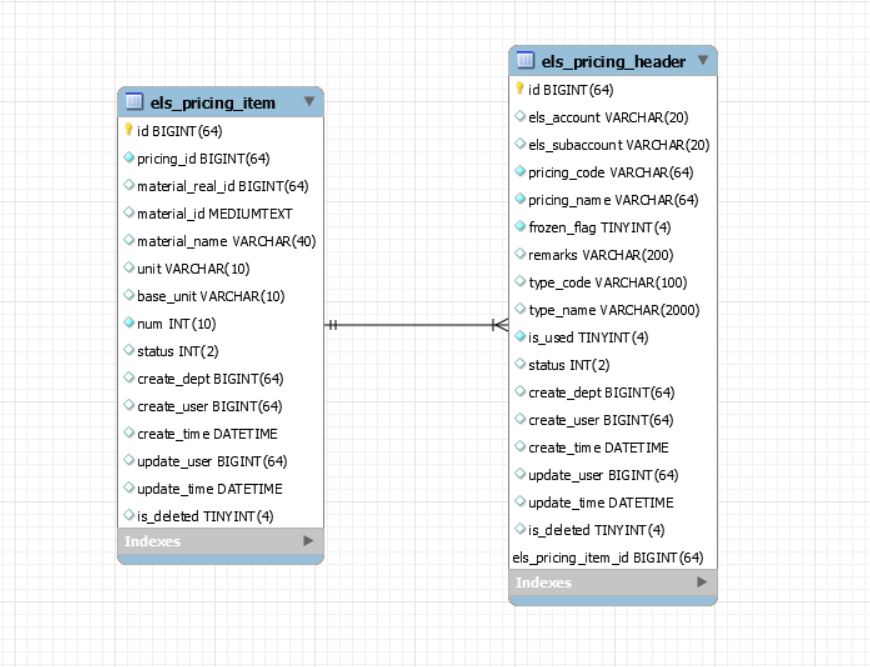 els_pricing_item
id BIGINT(64)
pricing_id BIGINT(64)
material_real_id BIGINT(64)
material_id MEDIUMTEXT
material_name VARCHAR(40)
unit VARCHAR(10)
base_unit VARCHAR(10)
num INT(10)
status INT(2)
create_dept BIGINT(64)
create_user BIGINT(64)
create_time DATETIME
update_user BIGINT(64)
update_time DATETIME
is_deleted TINYINT(4)
Indexes
els_pricing_header
id BIGINT(64)
els_account VARCHAR(20)
els_subaccount VARCHAR(20)
pricing_code VARCHAR(64)
pricing_name VARCHAR(64)
frozen_flag TINYINT(4)
remarks VARCHAR(200)
type_code VARCHAR(100)
type_name VARCHAR(2000)
is_used TINYINT(4)
status INT(2)
create_dept BIGINT(64)
create_user BIGINT(64)
create_time DATETIME
update_user BIGINT(64)
update_time DATETIME
is_deleted TINYINT(4)
els_pricing_item_id BIGINT(64)
Indexes